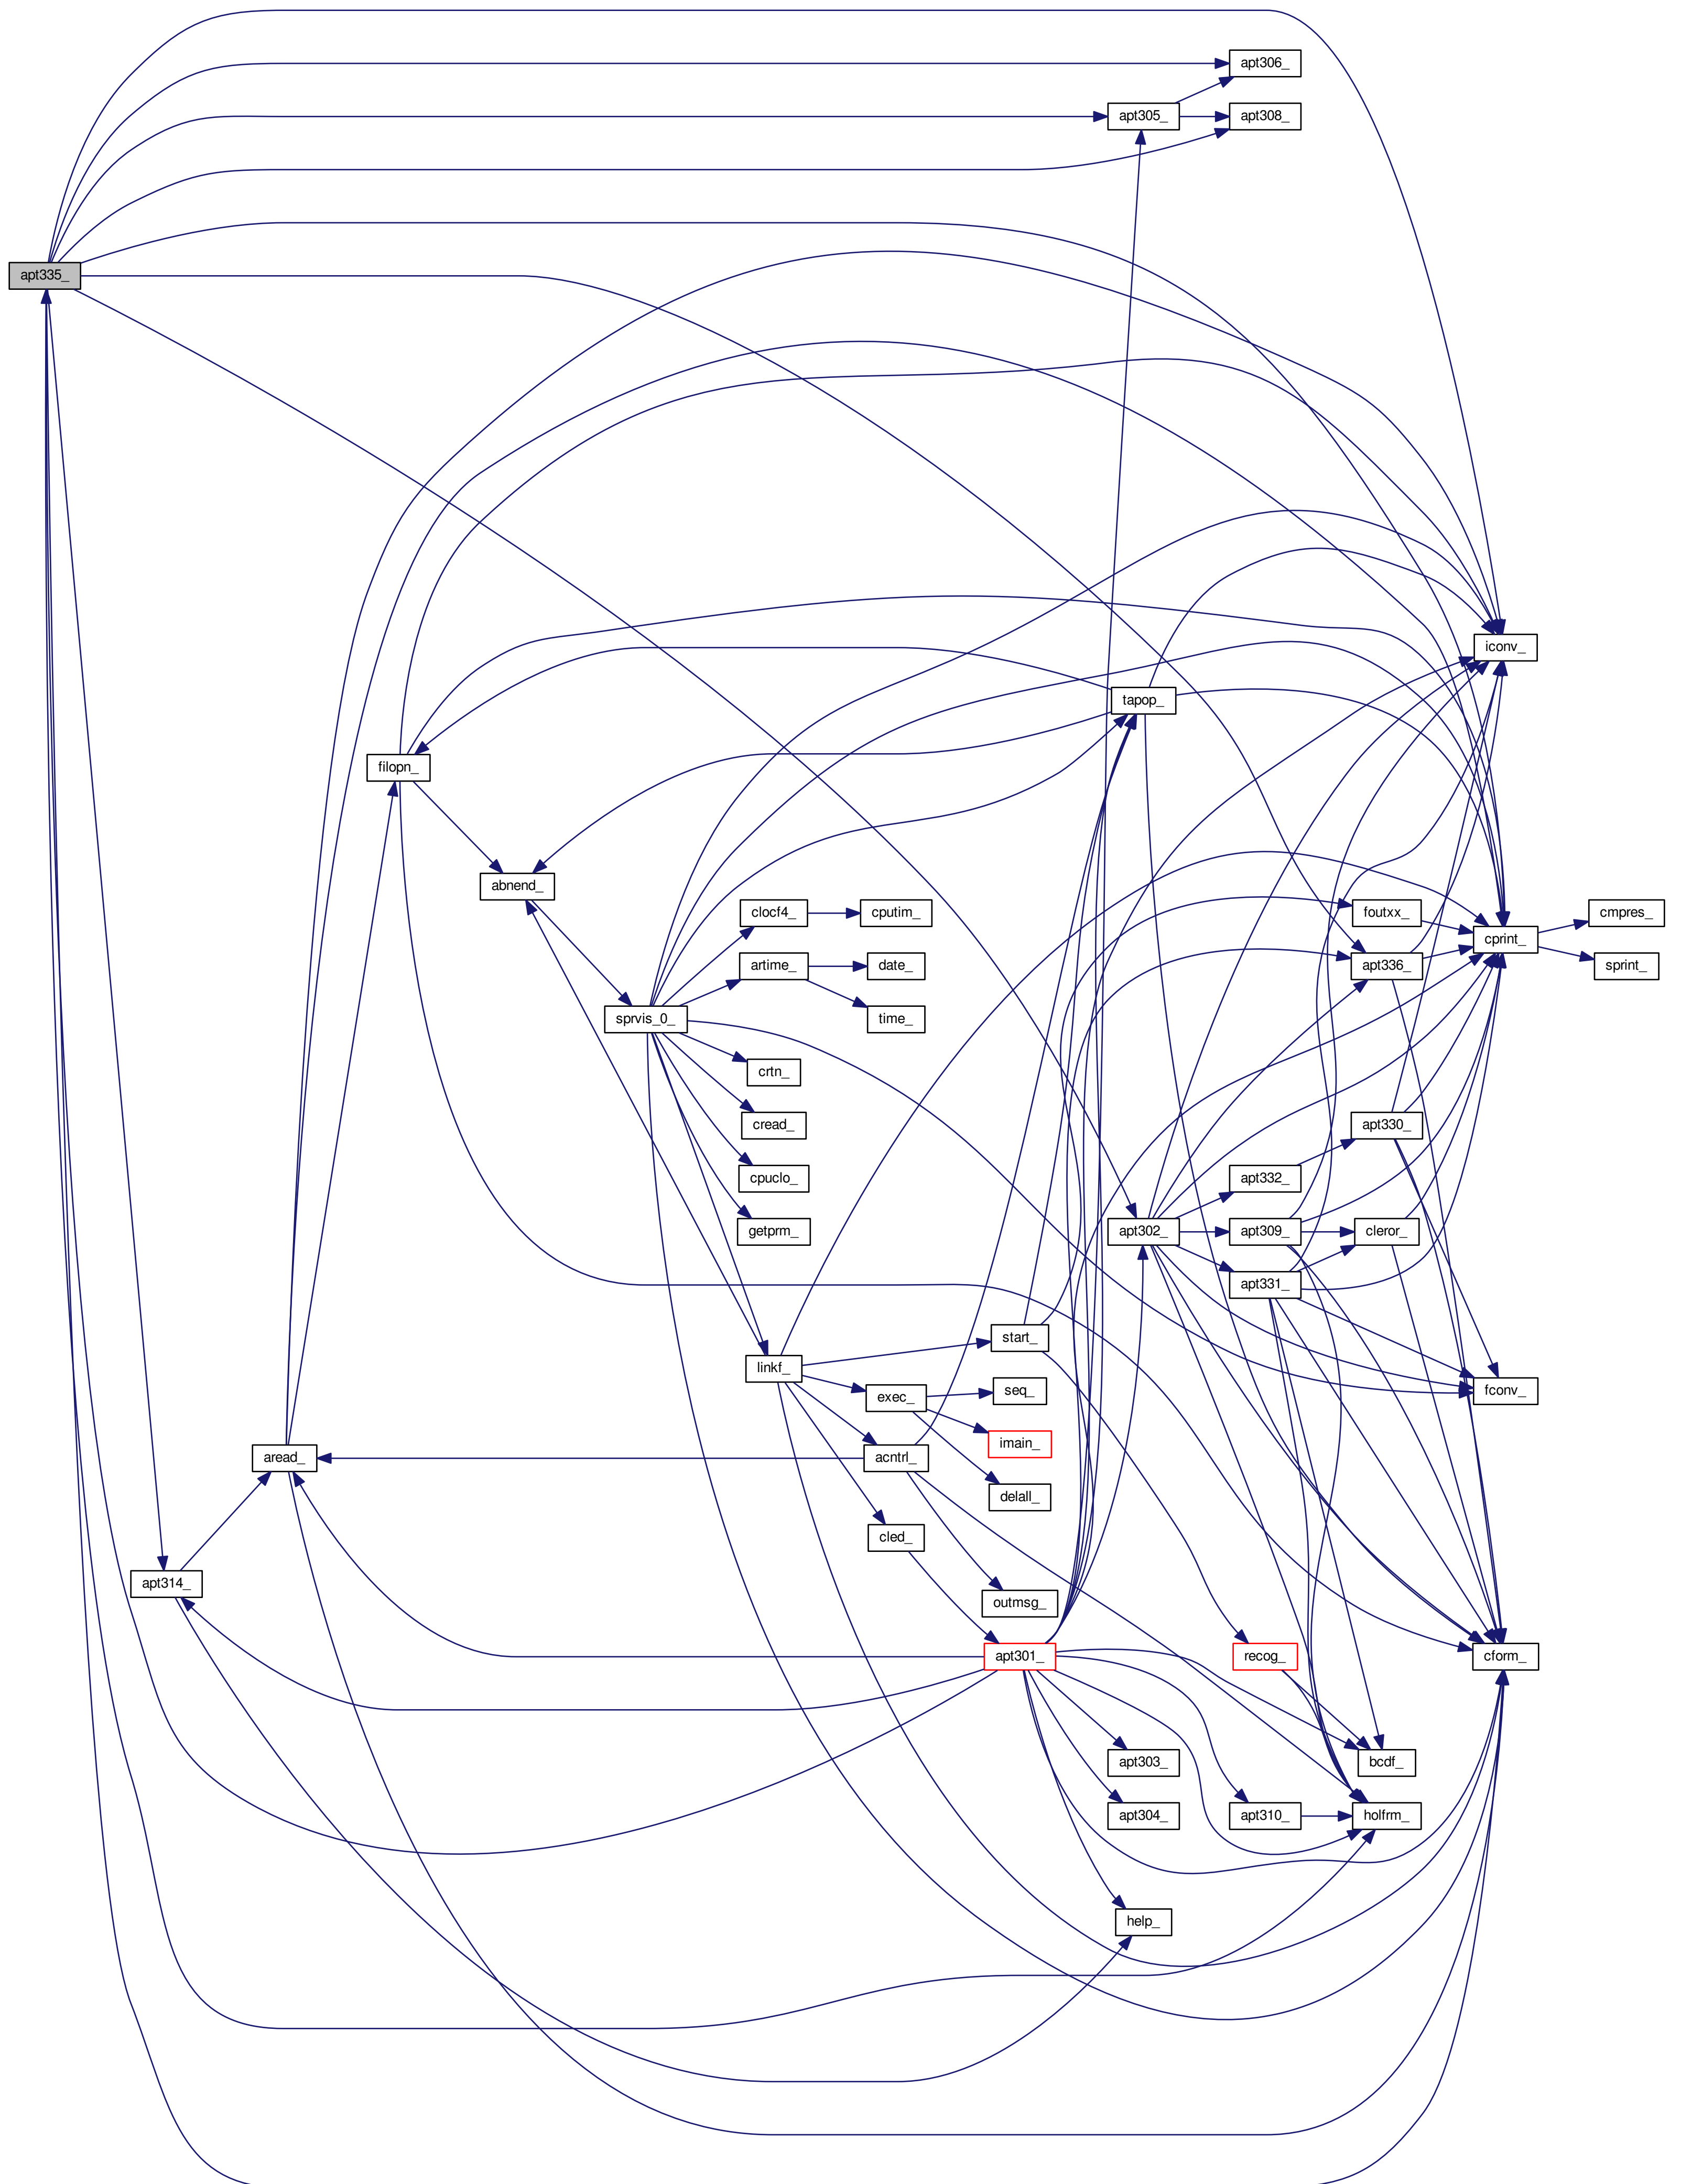 apt306_
apt305_
apt308_
apt335_
iconv_
tapop_
filopn_
abnend_
clocf4_
cputim_
foutxx_
cmpres_
cprint_
artime_
date_
apt336_
sprint_
sprvis_0_
time_
crtn_
cread_
apt330_
cpuclo_
apt332_
getprm_
apt302_
apt309_
cleror_
apt331_
start_
linkf_
exec_
seq_
fconv_
imain_
aread_
acntrl_
delall_
cled_
apt314_
outmsg_
apt301_
recog_
cform_
apt303_
bcdf_
apt304_
apt310_
holfrm_
help_